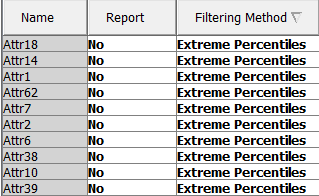 Name Report Filtering Method
Attr18 No Extreme Percentiles
Attr14 No Extreme Percentiles
Attr1 No Extreme Percentiles
Attr62 No Extreme Percentiles
Attr7 No Extreme Percentiles
Attr2 No Extreme Percentiles
Attr6 No Extreme Percentiles
Attr38 No Extreme Percentiles
Attr10 No Extreme Percentiles
Attr39 No Extreme Percentiles